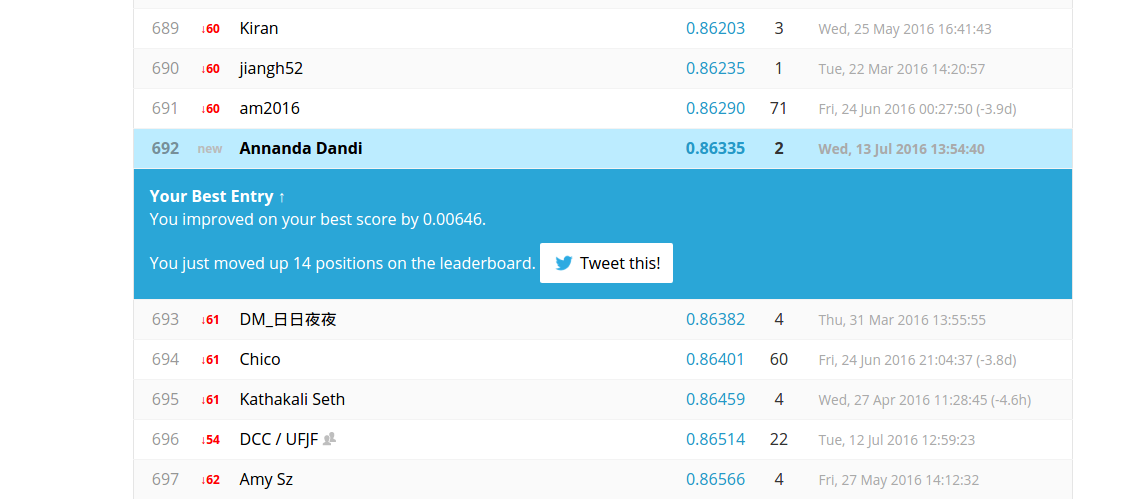 689 ↓60 Kiran 0.86203 3 Wed, 25 May 2016 16:41:43
690 ↓60 jiangh52 0.86235 1 Tue, 22 Mar 2016 14:20:57
691 ↓60 am2016 0.86290 71 Fri, 24 Jun 2016 00:27:50 (-3.9d)
692 new Annanda Dandi 0.86335 2 Wed, 13 Jul 2016 13:54:40
Your Best Entry ↑
You improved on your best score by 0.00646.
You just moved up 14 positions on the leaderboard. Tweet this!
693 ↓61 DM_日日夜夜 0.86382 4 Thu, 31 Mar 2016 13:55:55
694 ↓61 Chico 0.86401 60 Fri, 24 Jun 2016 21:04:37 (-3.8d)
695 ↓61 Kathakali Seth 0.86459 4 Wed, 27 Apr 2016 11:28:45 (-4.6h)
696 ↓54 DCC / UFJF 0.86514 22 Tue, 12 Jul 2016 12:59:23
697 ↓62 Amy Sz 0.86566 4 Fri, 27 May 2016 14:12:32